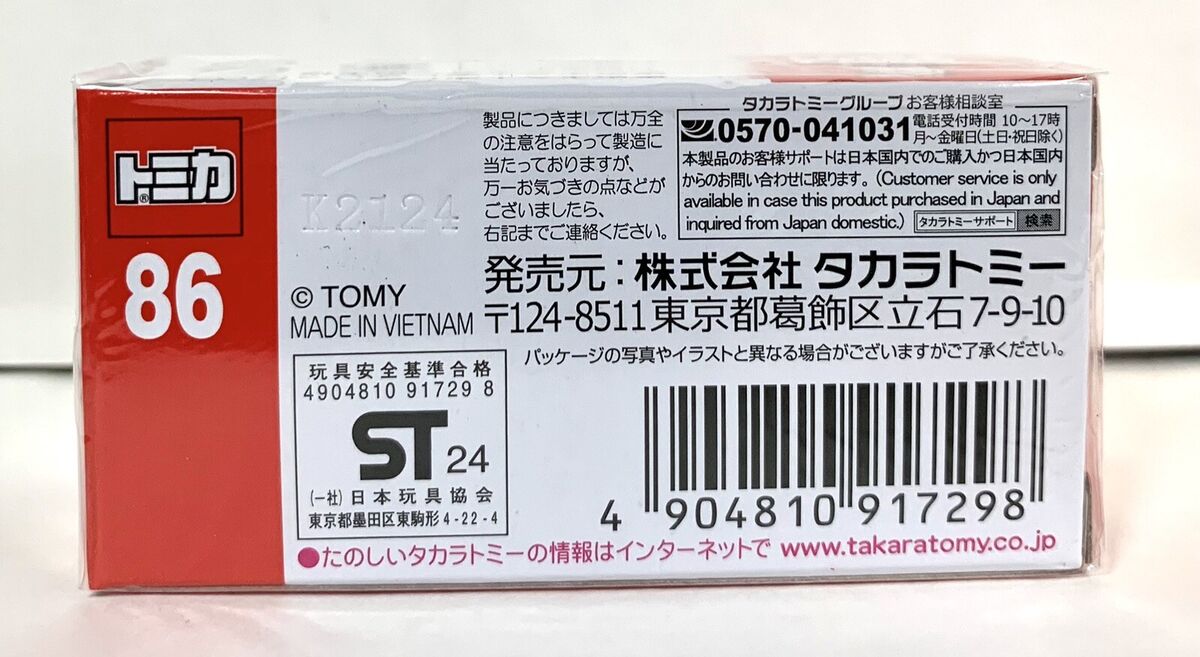 トミカ®
86
K2124
© TOMY
MADE IN VIETNAM
製品につきましては万全
の注意をはらって製造に
当たっておりますが、
万一お気づきの点などが
ございましたら、
右記までご連絡ください。
タカラトミーグループ お客様相談室
0570-041031 電話受付時間 10〜17時
月〜金曜日(土日・祝日除く)
本製品のお客様サポートは日本国内でのご購入かつ日本国内
からのお問い合わせに限ります。(Customer service is only
available in case this product purchased in Japan and
inquired from Japan domestic.) タカラトミーサポート 検索
発売元:株式会社 タカラトミー
〒124-8511 東京都葛飾区立石7-9-10
パッケージの写真やイラストと異なる場合がございますがご了承ください。
玩具安全基準合格
4904810 91729 8
ST 24
(一社)日本玩具協会
東京都墨田区東駒形4-22-4
4 904810 917298
●たのしいタカラトミーの情報はインターネットで www.takaratomy.co.jp